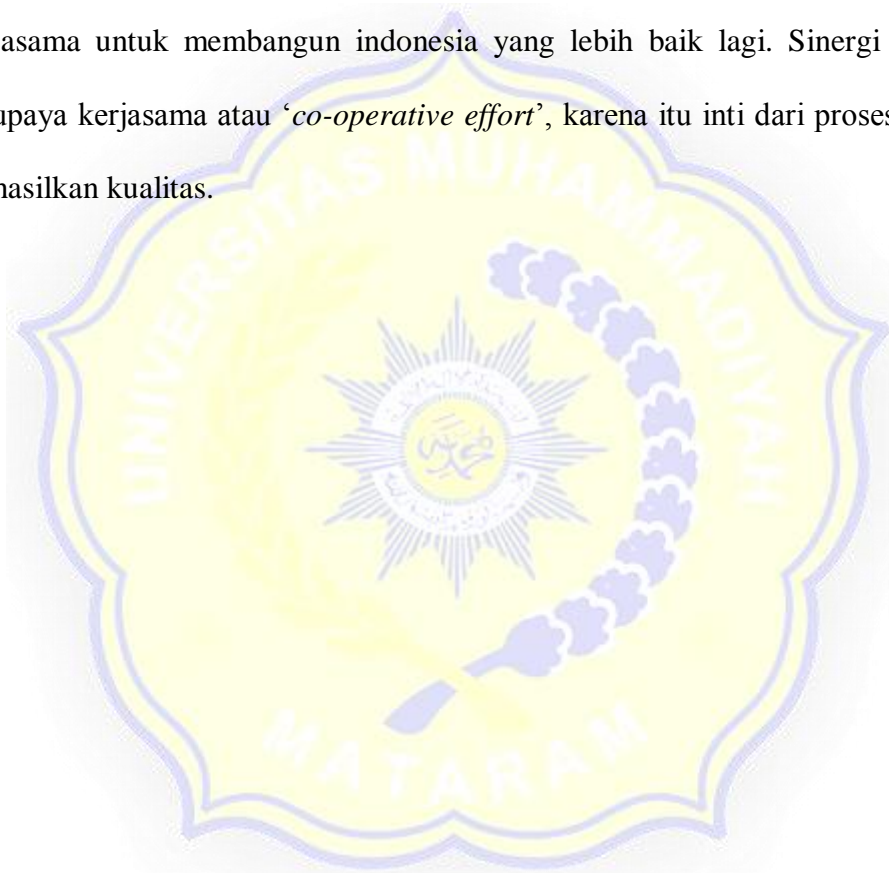 asama untuk membangun indonesia yang lebih baik lagi. Sinergi
upaya kerjasama atau ‘co-operative effort’, karena itu inti dari proses
hasilkan kualitas.
UNIVERSITAS MUHAMMADIYAH
MATARAM